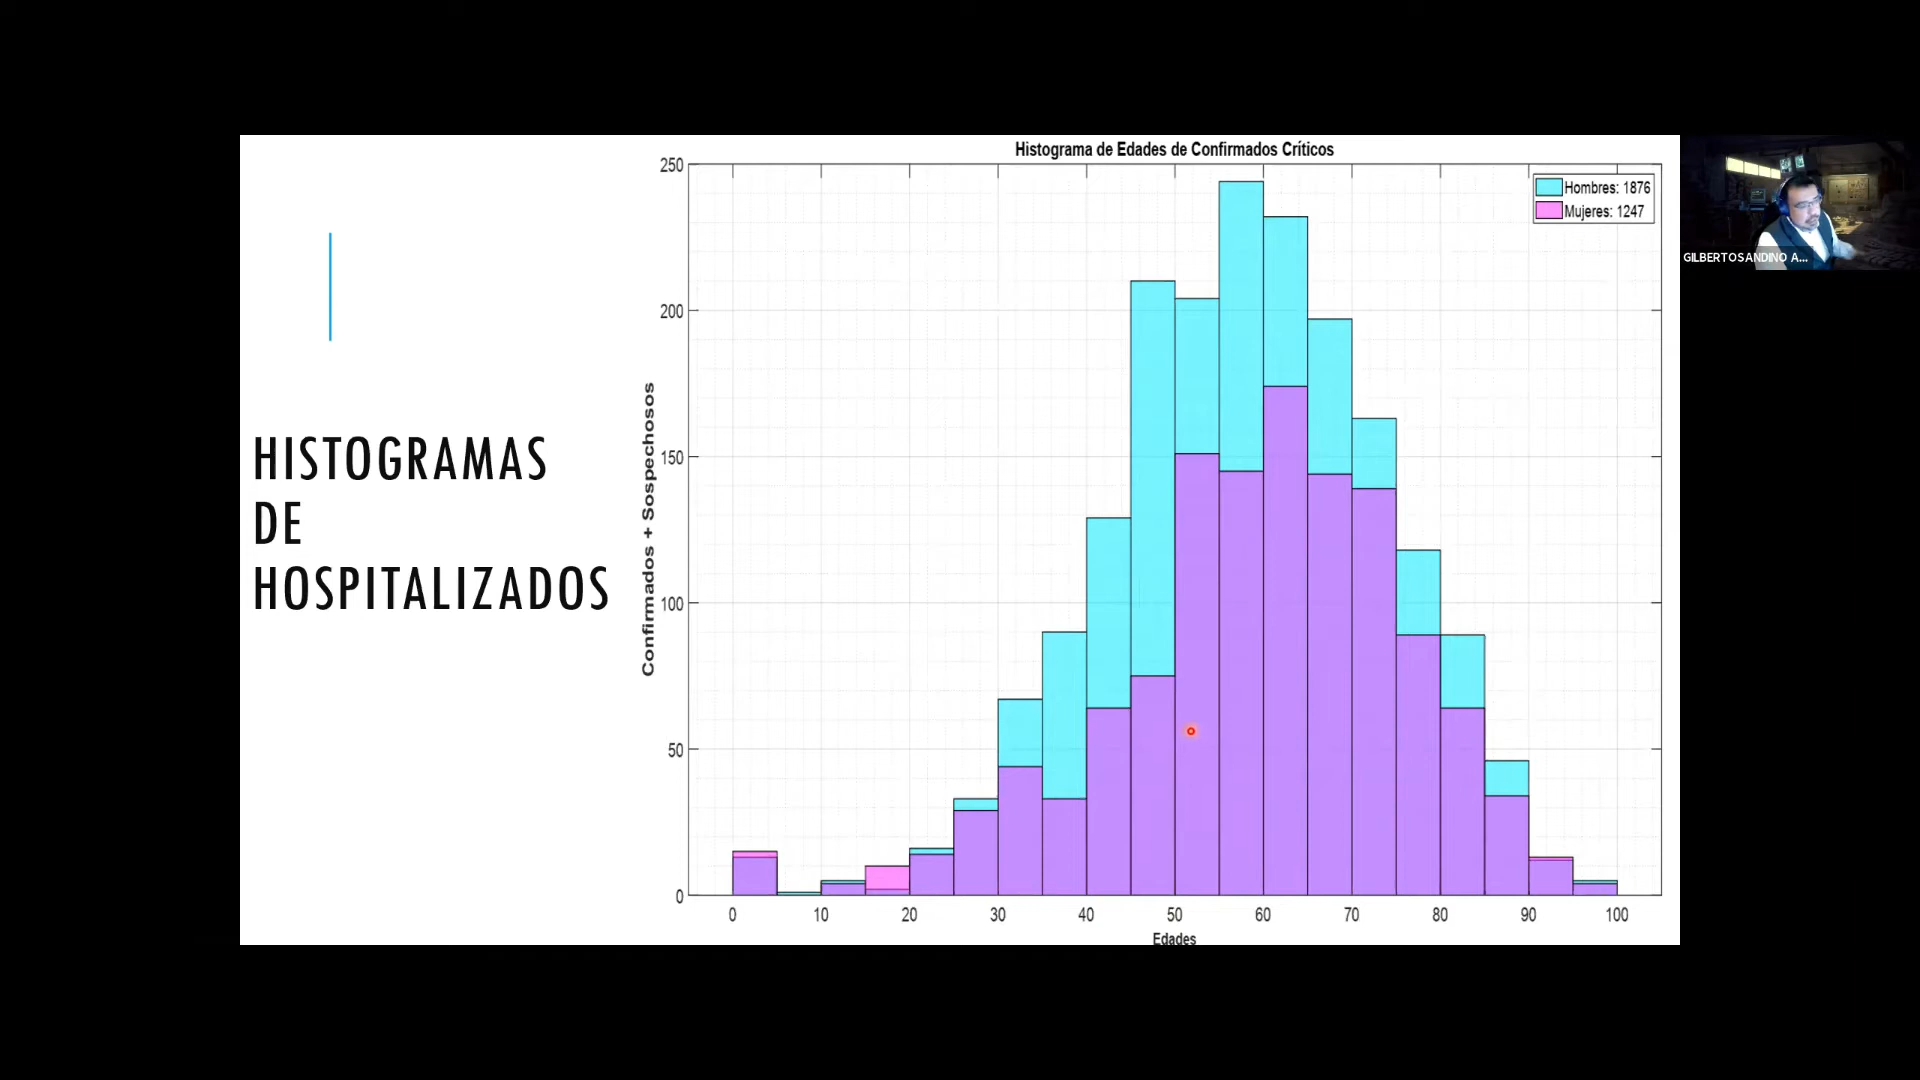 HISTOGRAMAS
DE
HOSPITALIZADOS
Histograma de Edades de Confirmados Críticos
Hombres: 1876
Mujeres: 1247
Confirmados + Sospechosos
250
200
150
100
50
0
0 10 20 30 40 50 60 70 80 90 100
Edades
GILBERTOSANDINO A...